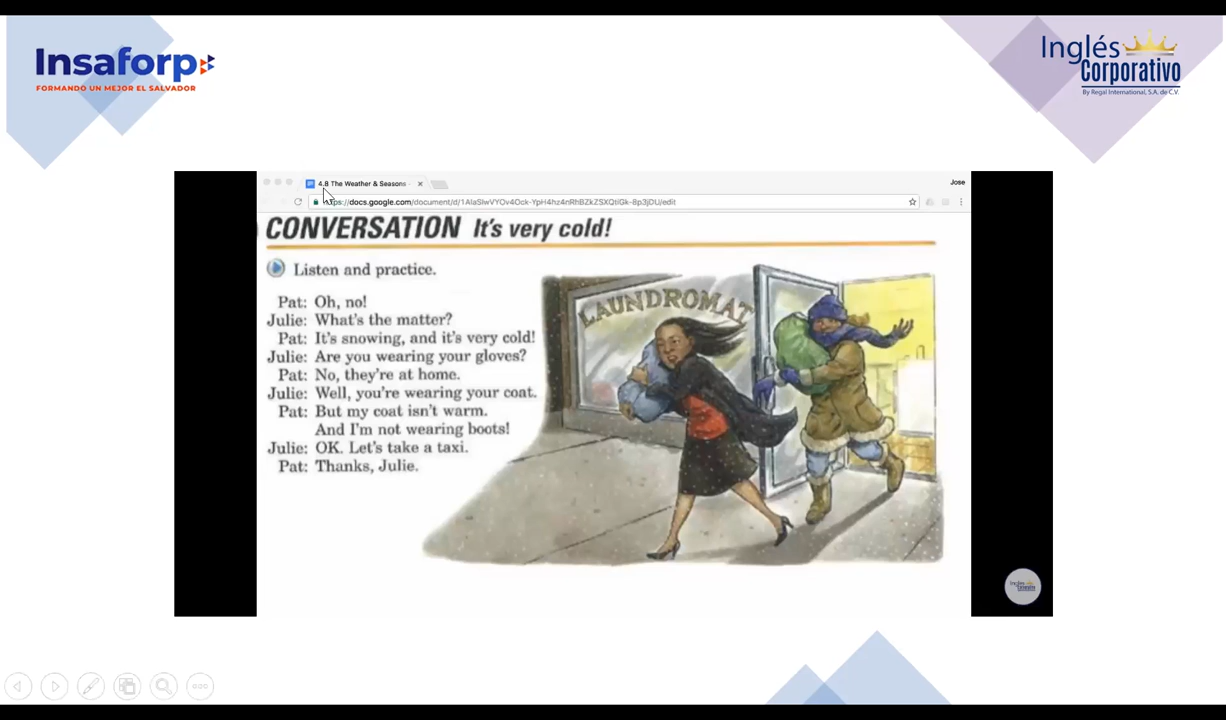 Insaforp
FORMANDO UN MEJOR EL SALVADOR
Inglés
Corporativo
By Regal International, S.A. de C.V.
4.8 The Weather & Seasons
Jose
CONVERSATION It's very cold!
Listen and practice.
Pat: Oh, no!
Julie: What's the matter?
Pat: It's snowing, and it's very cold!
Julie: Are you wearing your gloves?
Pat: No, they're at home.
Julie: Well, you're wearing your coat.
Pat: But my coat isn't warm.
And I'm not wearing boots!
Julie: OK. Let's take a taxi.
Pat: Thanks, Julie.
LAUNDROMAT
Inglés
Corporativo